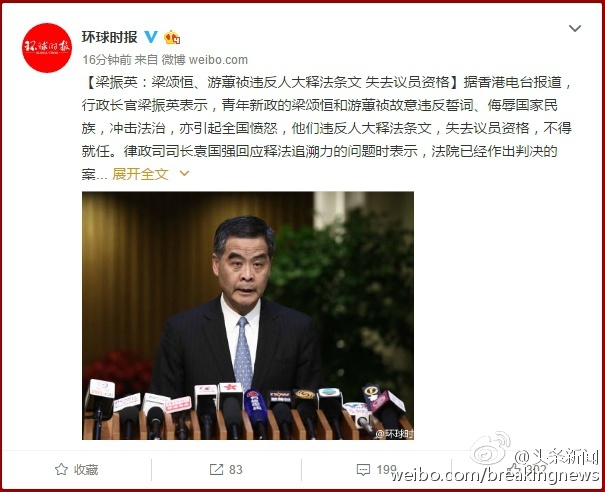 环球时报
环球时报
16分钟前 来自 微博 weibo.com
【梁振英：梁颂恒、游蕙祯违反人大释法条文 失去议员资格】据香港电台报道，
行政长官梁振英表示，青年新政的梁颂恒和游蕙祯故意违反誓词、侮辱国家民
族，冲击法治，亦引起全国愤怒，他们违反人大释法条文，失去议员资格，不得
就任。律政司司长袁国强回应释法追溯力的问题时表示，法院已经作出判决的
案... 展开全文
now
@环球时
收藏
83
199
302
@头条新闻
weibo.com/breakingnews